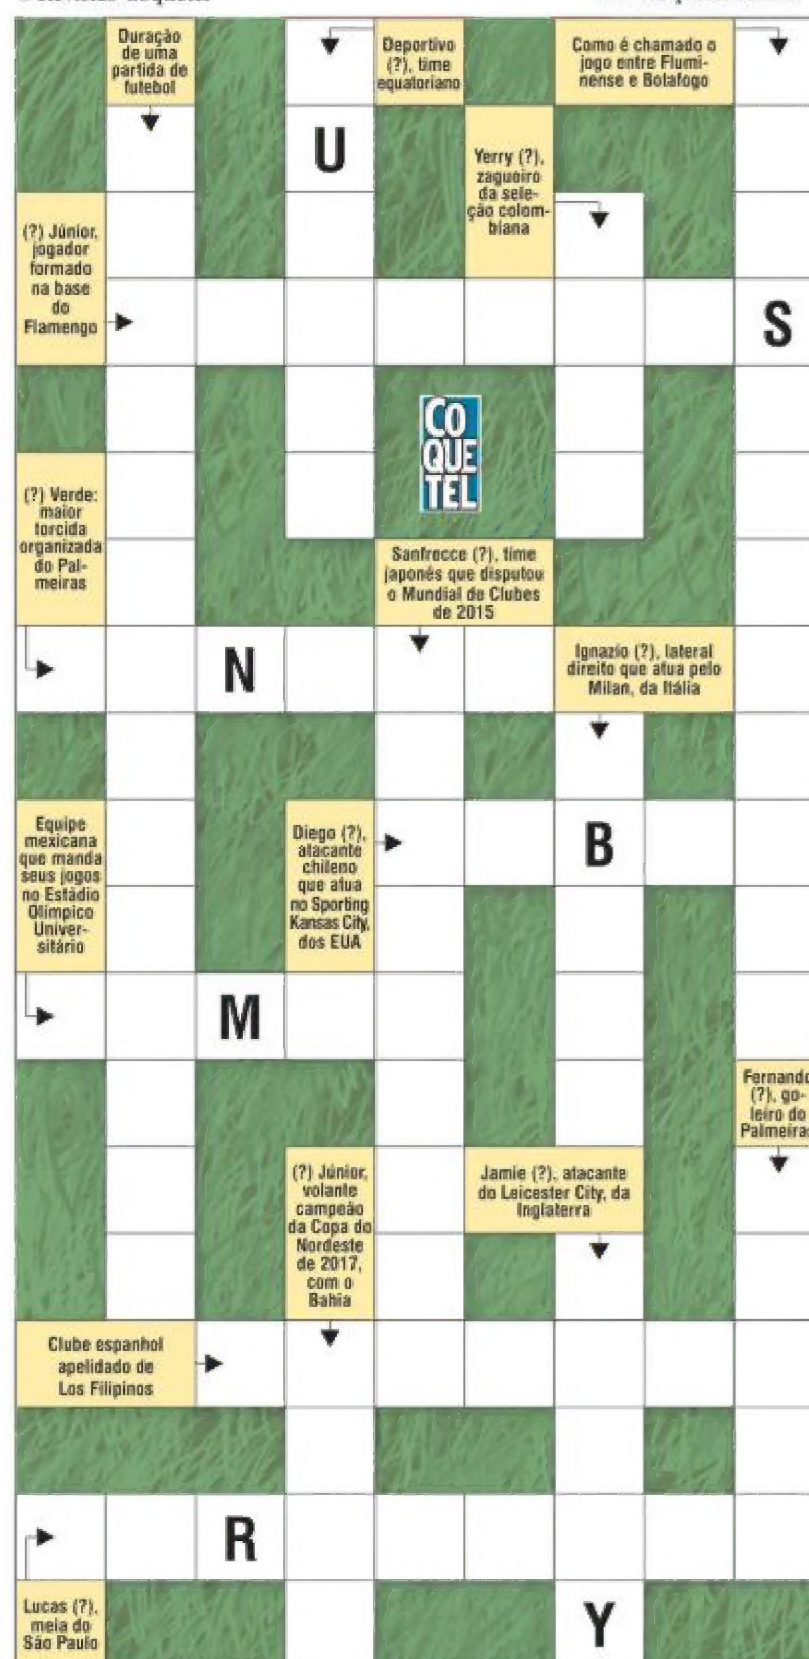 Duração
de uma
partida de
futebol
Deportivo
(?), time
equatoriano
Como é chamado o
jogo entre Flumi-
nense e Botafogo
U
Yerry (?),
zagueiro
da sele-
ção colom-
biana
(?) Júnior,
jogador
formado
na base
do
Flamengo
S
CO
QUE
TEL
(?) Verde:
maior
torcida
organizada
do Pal-
meiras
Sanfrecce (?), time
japonês que disputou
o Mundial de Clubes
de 2015
N
Ignazio (?), lateral
direito que atua pelo
Milan, da Itália
Equipe
mexicana
que manda
seus jogos
no Estádio
Olímpico
Univer-
sitário
Diego (?),
atacante
chileno
que atua
no Sporting
Kansas City,
dos EUA
B
M
Fernando
(?), go-
leiro do
Palmeiras
(?) Júnior,
volante
campeão
da Copa do
Nordeste
de 2017,
com o
Bahia
Jamie (?), atacante
do Leicester City, da
Inglaterra
Clube espanhol
apelidado de
Los Filipinos
R
Lucas (?),
meia do
São Paulo
Y